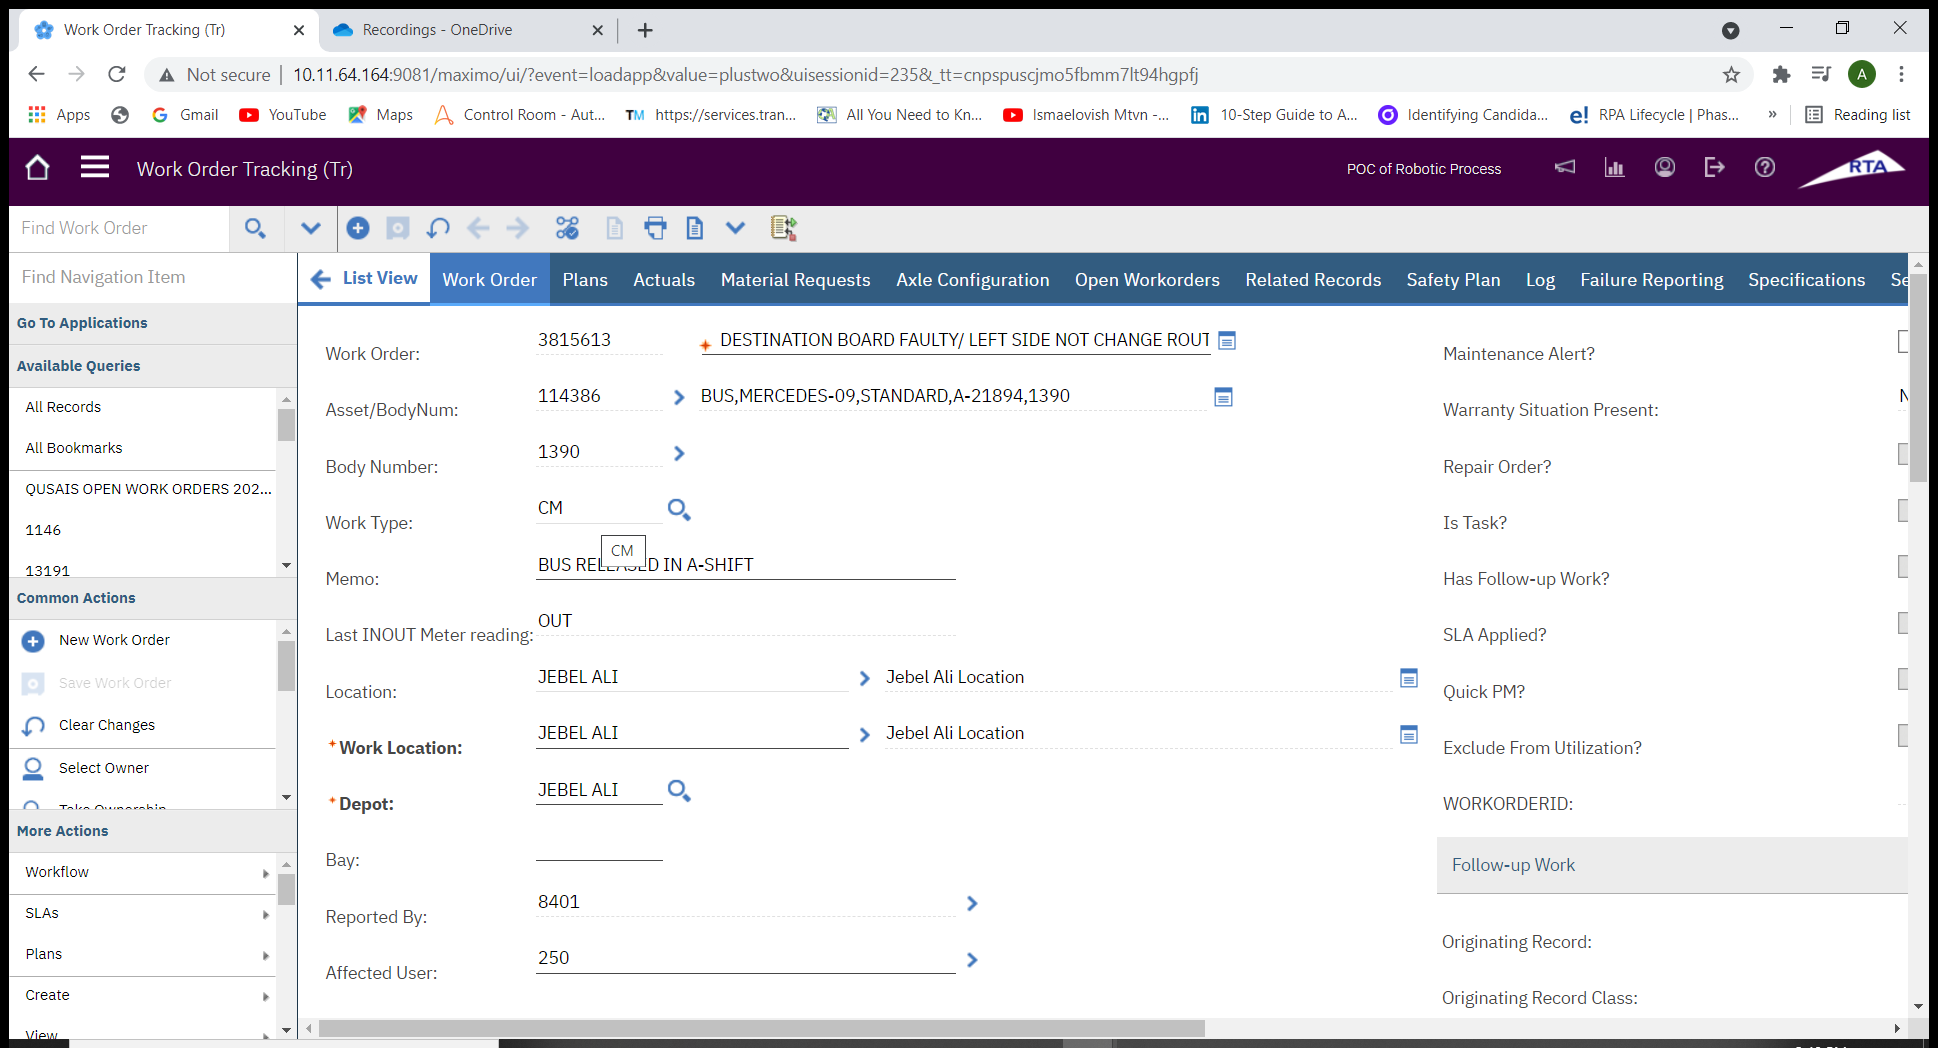 Work Order Tracking (Tr)
Recordings - OneDrive
Not secure | 10.11.64.164:9081/maximo/ui/?event=loadapp&value=plustwo&uisessionid=235&_tt=cnpspuscjmo5fbmm7lt94hgpfj
A
Apps
Gmail
YouTube
Maps
Control Room - Aut...
TM https://services.tran...
All You Need to Kn...
Ismaelovish Mtvn -...
10-Step Guide to A...
Identifying Candida...
e! RPA Lifecycle | Phas...
»
Reading list
Work Order Tracking (Tr)
POC of Robotic Process
RTA
Find Work Order
Find Navigation Item
Go To Applications
Available Queries
All Records
All Bookmarks
QUSAIS OPEN WORK ORDERS 202...
1146
13191
Common Actions
New Work Order
Save Work Order
Clear Changes
Select Owner
Take Ownership
More Actions
Workflow
SLAs
Plans
Create
View
List View
Work Order
Plans
Actuals
Material Requests
Axle Configuration
Open Workorders
Related Records
Safety Plan
Log
Failure Reporting
Specifications
Se
Work Order: 3815613 DESTINATION BOARD FAULTY/ LEFT SIDE NOT CHANGE ROUT
Asset/BodyNum: 114386 BUS,MERCEDES-09,STANDARD,A-21894,1390
Body Number: 1390
Work Type: CM
CM
Memo: BUS RELEASED IN A-SHIFT
Last INOUT Meter reading: OUT
Location: JEBEL ALI Jebel Ali Location
*Work Location: JEBEL ALI Jebel Ali Location
*Depot: JEBEL ALI
Bay:
Reported By: 8401
Affected User: 250
Maintenance Alert?
Warranty Situation Present: N
Repair Order?
Is Task?
Has Follow-up Work?
SLA Applied?
Quick PM?
Exclude From Utilization?
WORKORDERID:
Follow-up Work
Originating Record:
Originating Record Class: